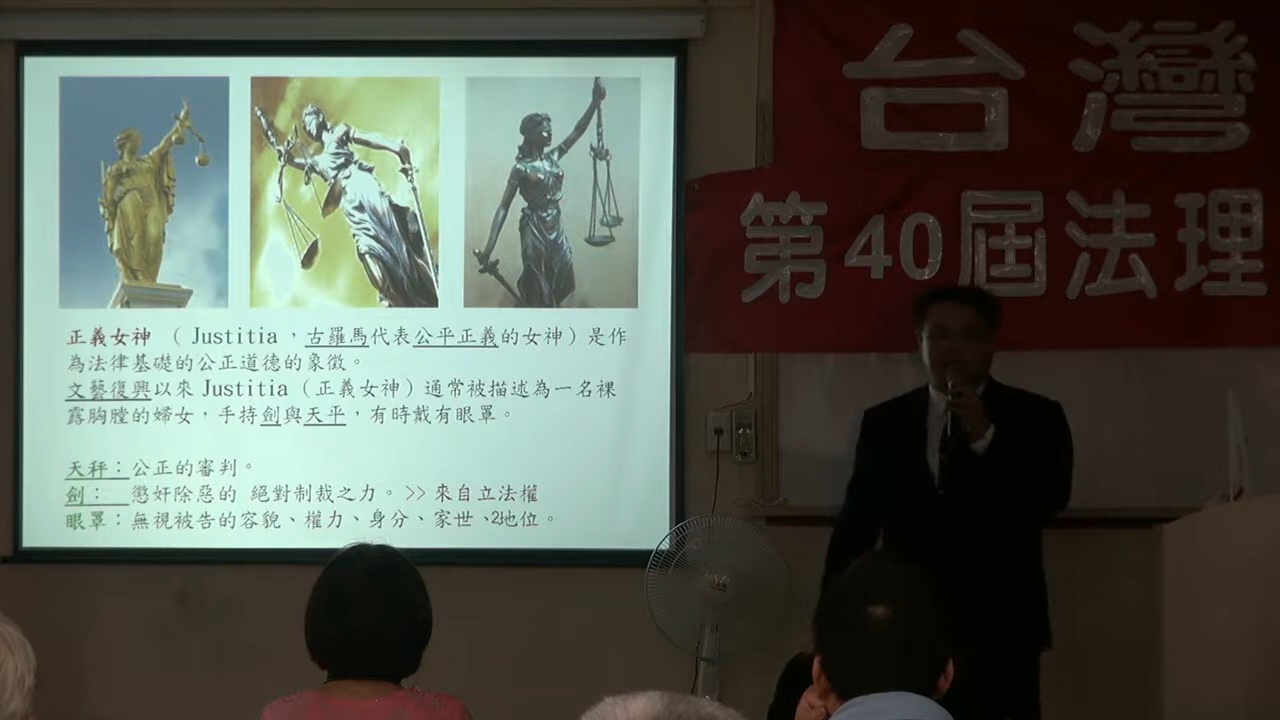 台灣
第40屆法理
正義女神 ( Justitia ,古羅馬代表公平正義的女神)是作
為法律基礎的公正道德的象徵。
文藝復興以來 Justitia (正義女神)通常被描述為一名裸
露胸膛的婦女,手持劍與天平,有時戴有眼罩。
天秤:公正的審判。
劍: 懲奸除惡的 絕對制裁之力。 >> 來自立法權
眼罩:無視被告的容貌、權力、身分、家世、地位。
2